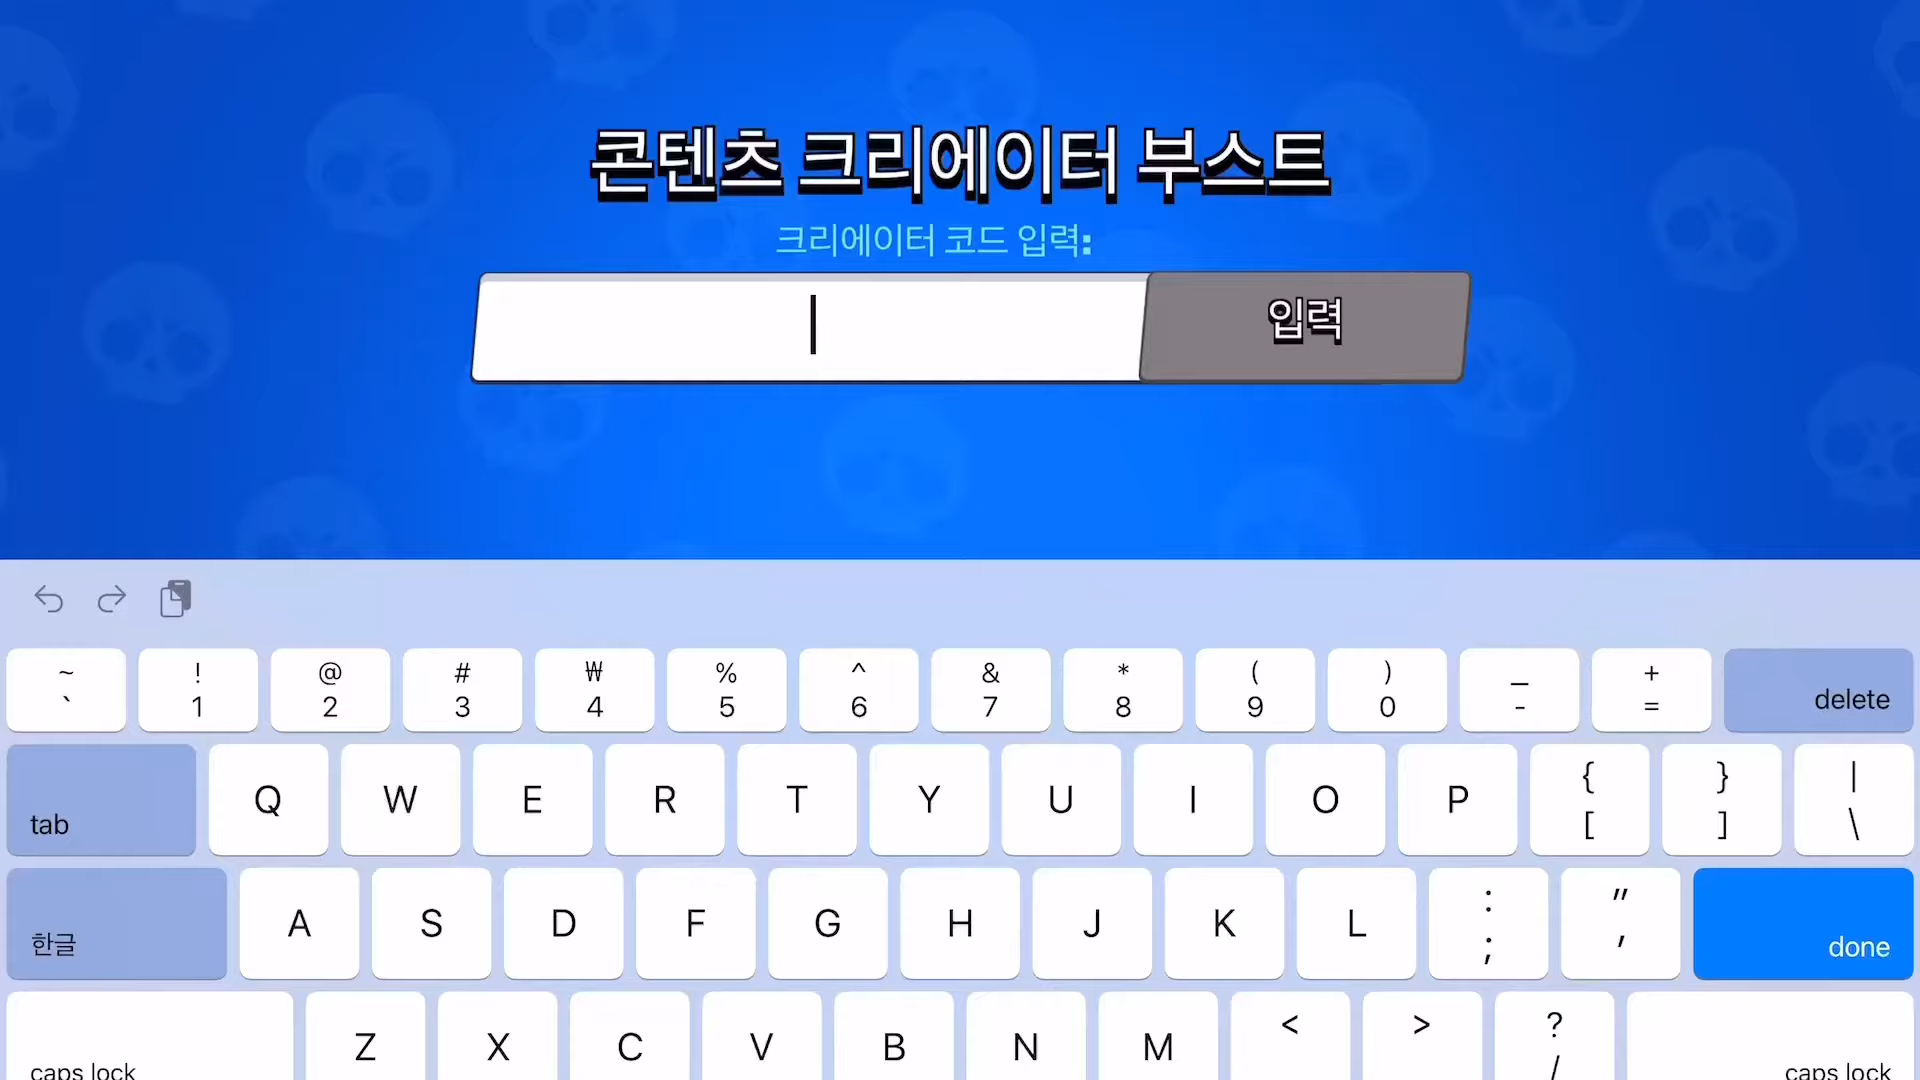 콘텐츠 크리에이터 부스트
크리에이터 코드 입력:
입력
~ ! @ # ₩ % ^ & * ( ) _ +
` 1 2 3 4 5 6 7 8 9 0 - = delete
tab Q W E R T Y U I O P { } |
[ ] \
한글 A S D F G H J K L : " done
; '
caps lock Z X C V B N M < > ? caps lock
/